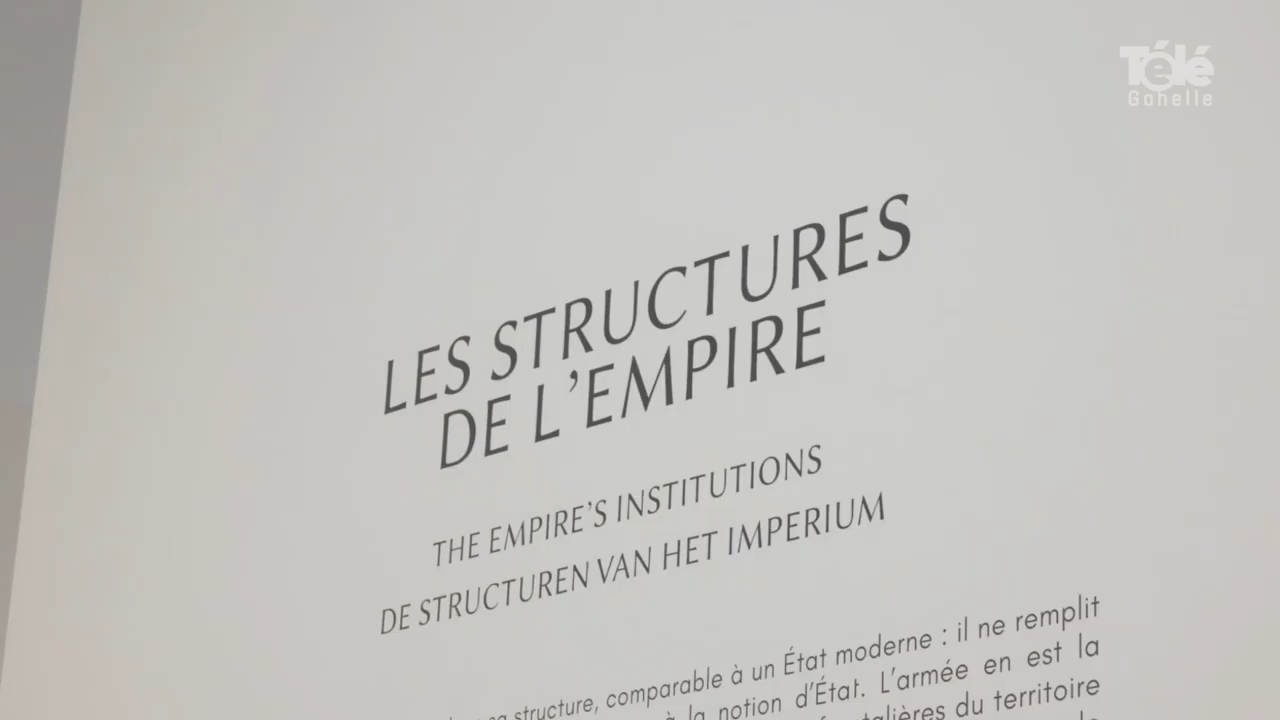 Télé
Gohelle
LES STRUCTURES
DE L'EMPIRE
THE EMPIRE'S INSTITUTIONS
DE STRUCTUREN VAN HET IMPERIUM
structure, comparable à un État moderne : il ne remplit
à la notion d'État. L'armée en est la
du territoire